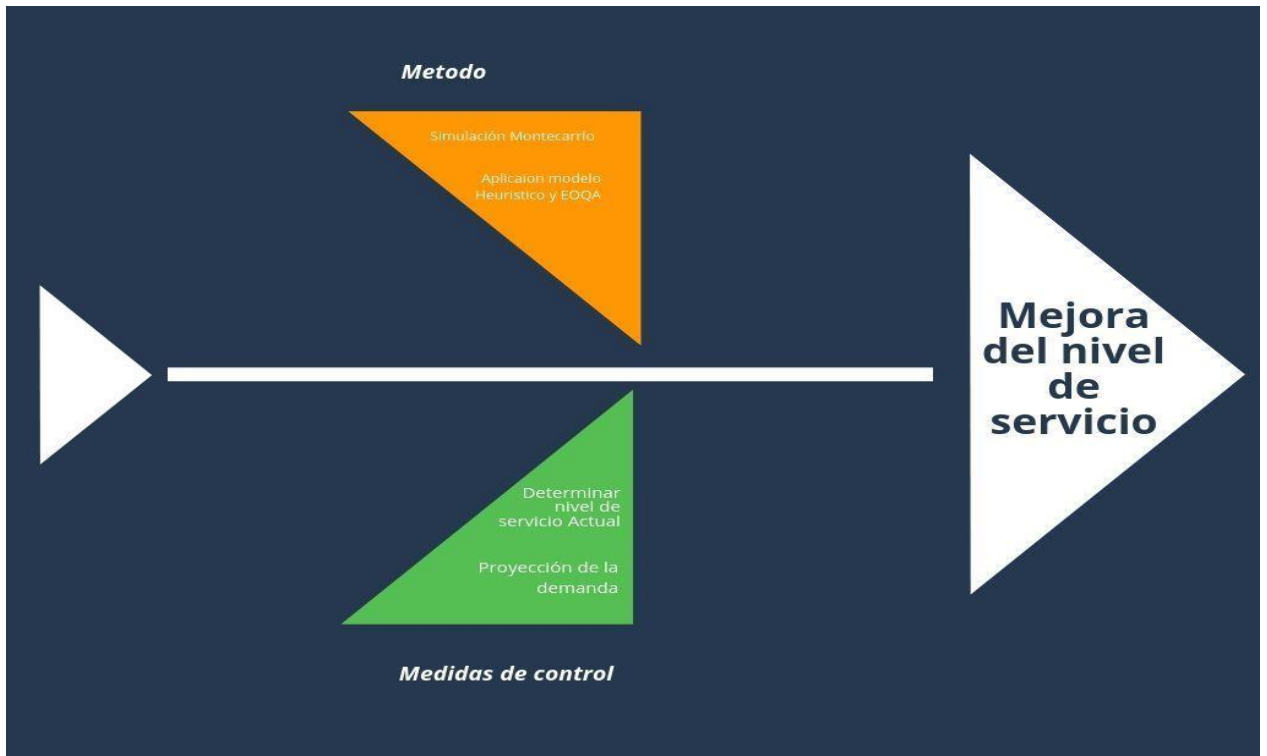 Metodo
Simulación Montecarrlo
Aplicaion modelo
Heuristico y EOQA
Mejora
del nivel
de
servicio
Determinar
nivel de
servicio Actual
Proyección de la
demanda
Medidas de control